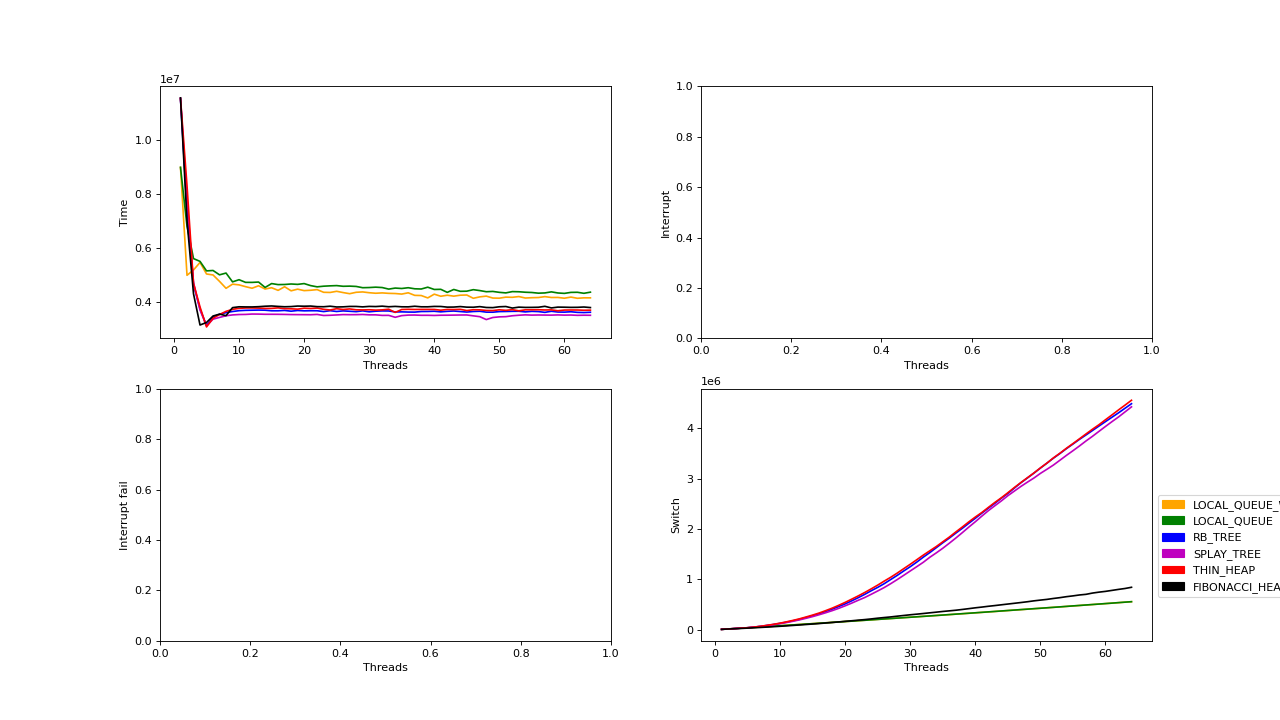 1e7
Time
1.0
0.8
0.6
0.4
0 10 20 30 40 50 60
Threads
Interrupt
1.0
0.8
0.6
0.4
0.2
0.0
0.0 0.2 0.4 0.6 0.8 1.0
Threads
Interrupt fail
1.0
0.8
0.6
0.4
0.2
0.0
0.0 0.2 0.4 0.6 0.8 1.0
Threads
1e6
Switch
4
3
2
1
0
0 10 20 30 40 50 60
Threads
LOCAL_QUEUE_
LOCAL_QUEUE
RB_TREE
SPLAY_TREE
THIN_HEAP
FIBONACCI_HEA